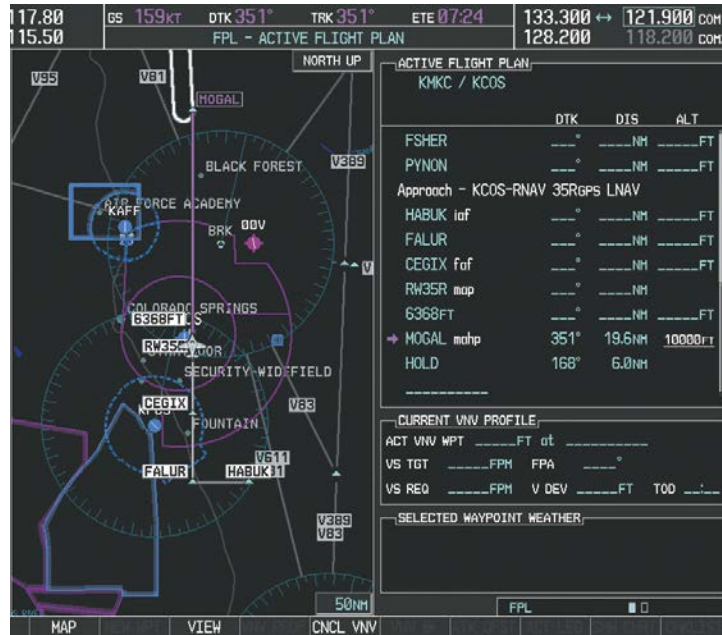 117.80 GS 159KT DTK 351° TRK 351° ETE 07:24 133.300 ↔ 121.900 COM
115.50 FPL – ACTIVE FLIGHT PLAN 128.200 118.200 COM
NORTH UP
V95
V81
MOGAL
BLACK FOREST
V389
AIR FORCE ACADEMY
KAFF
BRK
00V
V
COLORADO SPRINGS
6368FT
RW35
SECURITY-WIDEFIELD
CEGIX
V83
FOUNTAIN
V611
FALUR
HABUK
V389
V83
50NM
ACTIVE FLIGHT PLAN
KMKC / KCOS
DTK DIS ALT
FSHER ___° ____NM _____FT
PYNON ___° ____NM _____FT
Approach - KCOS-RNAV 35RGPS LNAV
HABUK iaf ___° ____NM _____FT
FALUR ___° ____NM _____FT
CEGIX faf ___° ____NM _____FT
RW35R map ___° ____NM
6368FT ___° ____NM _____FT
MOGAL mahp 351° 19.6NM 10000FT
HOLD 168° 6.0NM
CURRENT VNV PROFILE
ACT VNV WPT _____FT at __________
VS TGT _____FPM FPA ____°
VS REQ _____FPM V DEV _____FT TOD __:__
SELECTED WAYPOINT WEATHER
FPL
MAP VIEW CNCL VNV